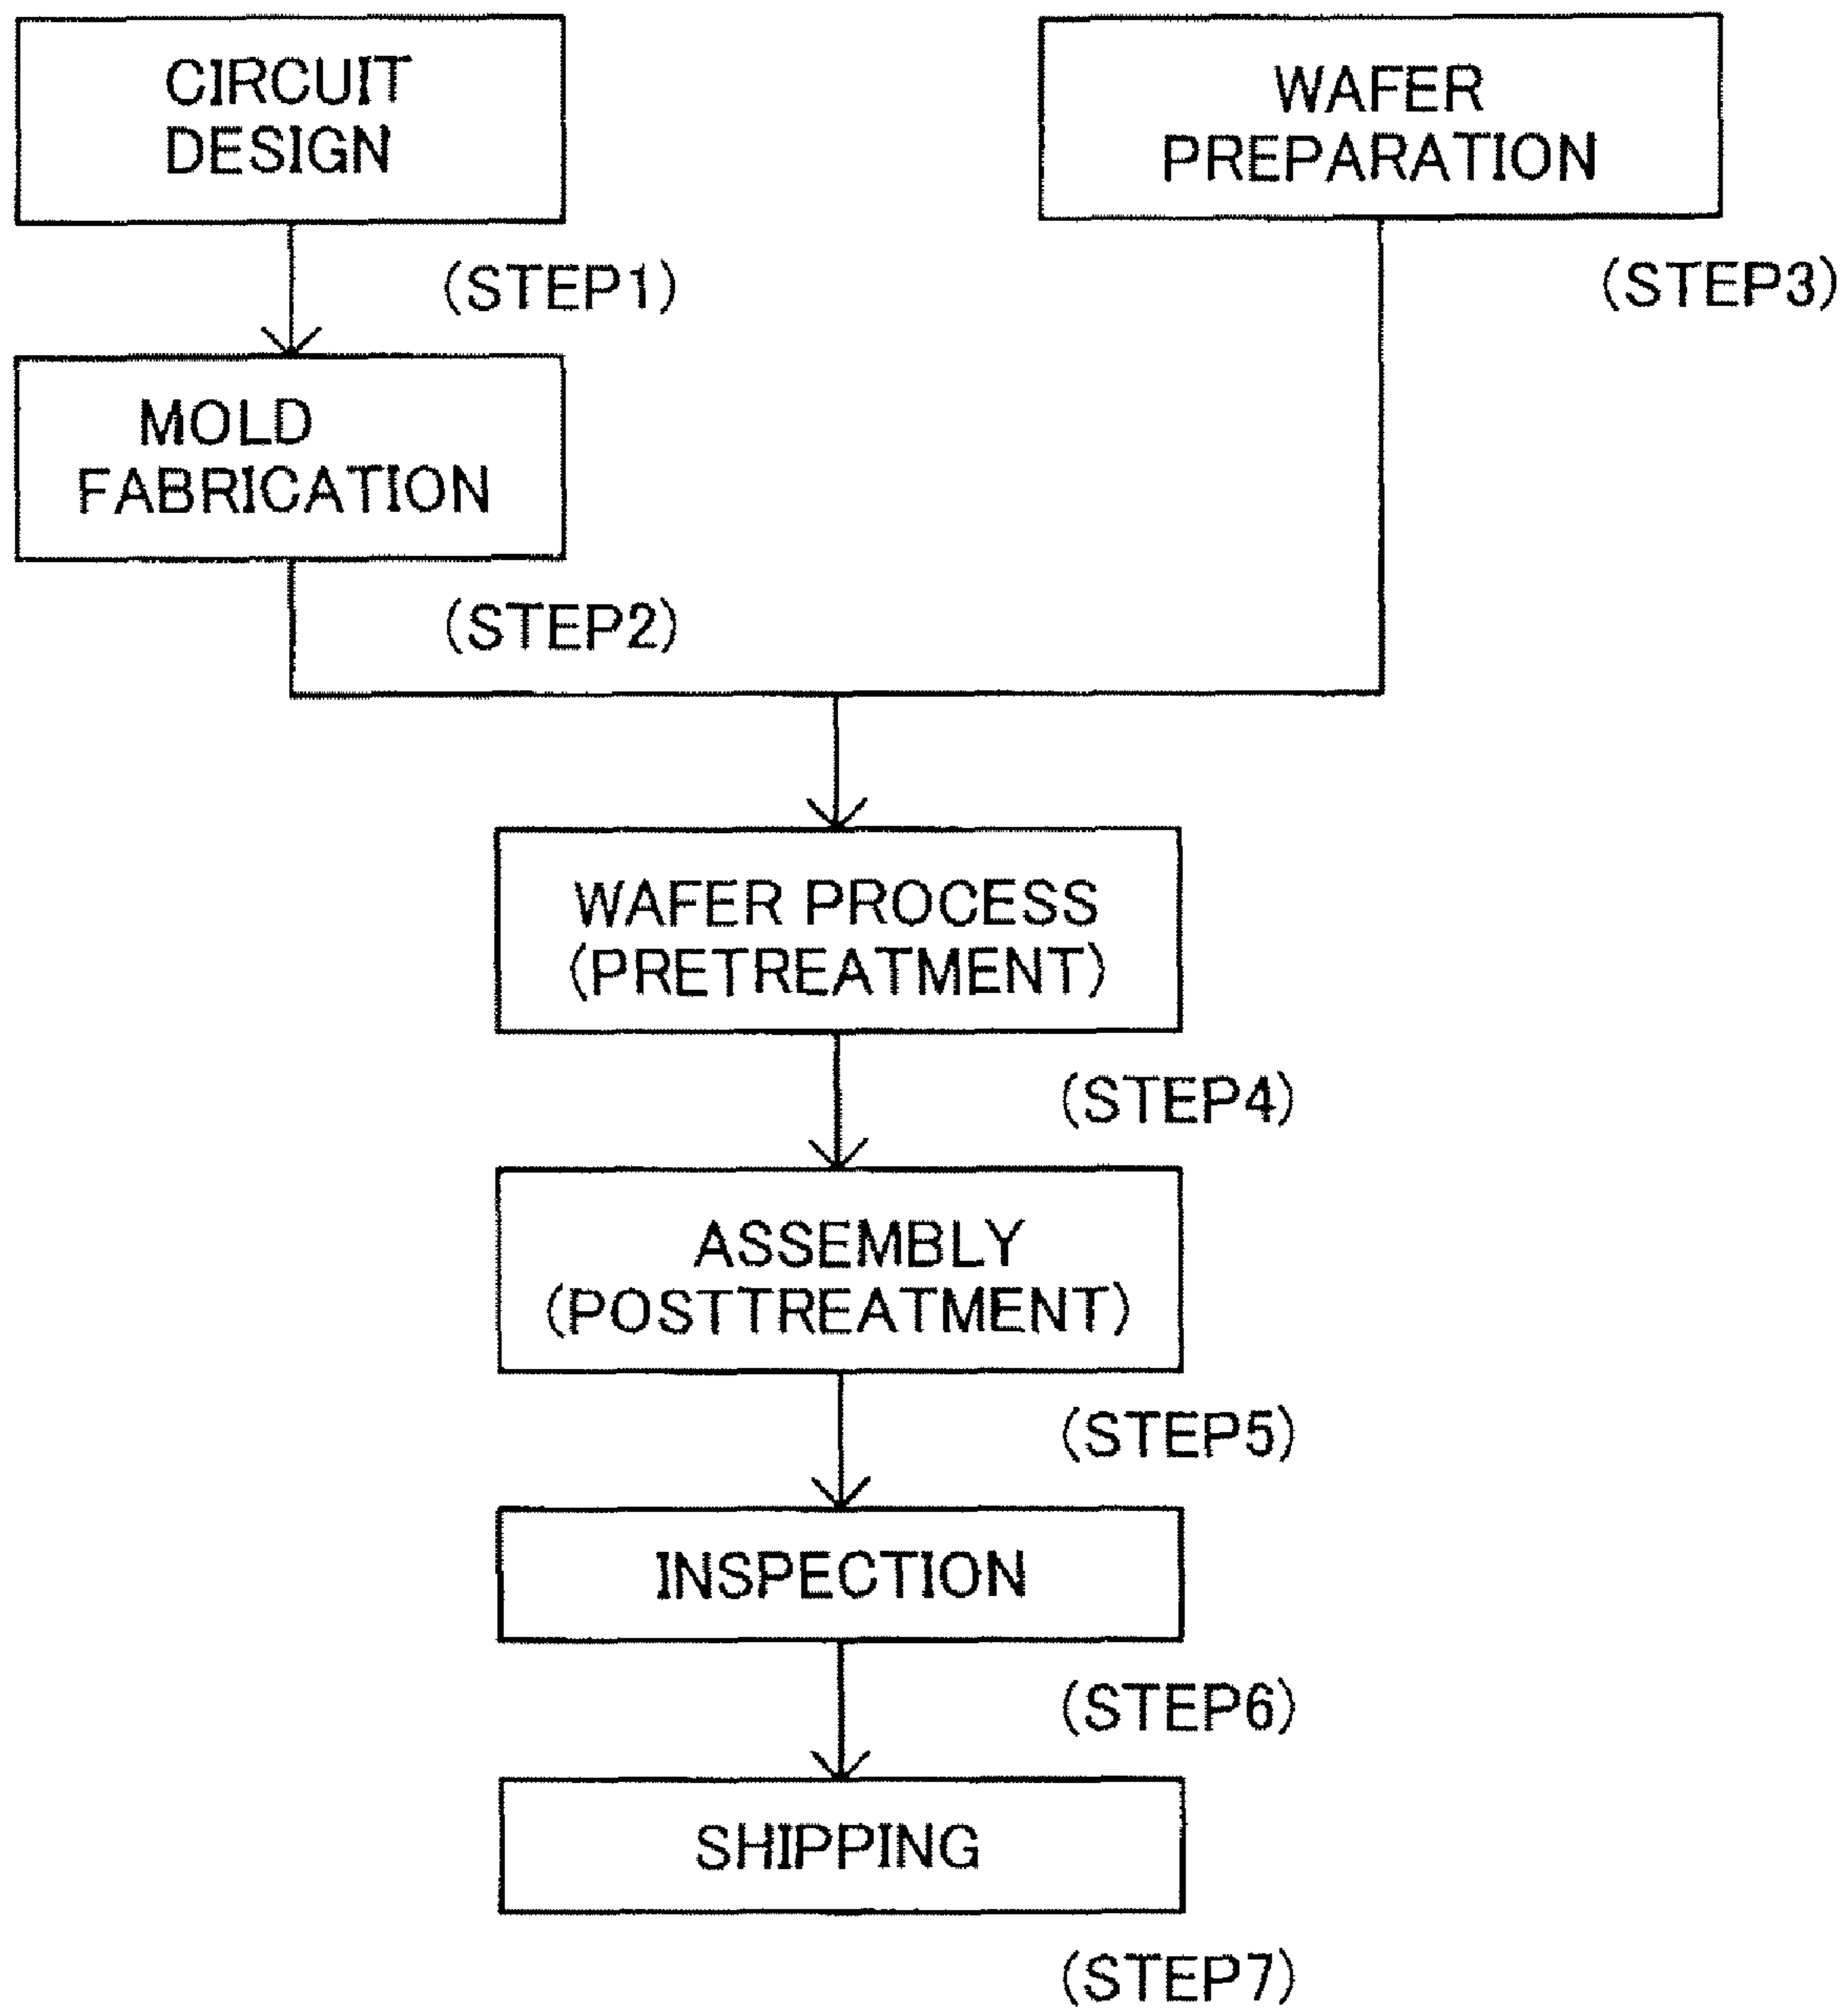 CIRCUIT
DESIGN
(STEP1)
MOLD
FABRICATION
(STEP2)
WAFER
PREPARATION
(STEP3)
WAFER PROCESS
(PRETREATMENT)
(STEP4)
ASSEMBLY
(POSTTREATMENT)
(STEP5)
INSPECTION
(STEP6)
SHIPPING
(STEP7)